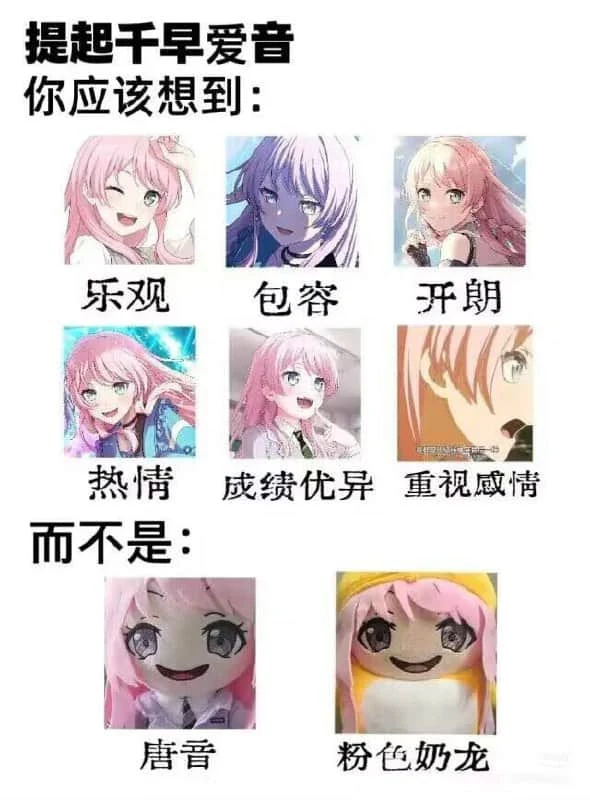 提起千早爱音
你应该想到：
乐观 包容 开朗
热情 成绩优异 重视感情
而不是：
唐音 粉色奶龙